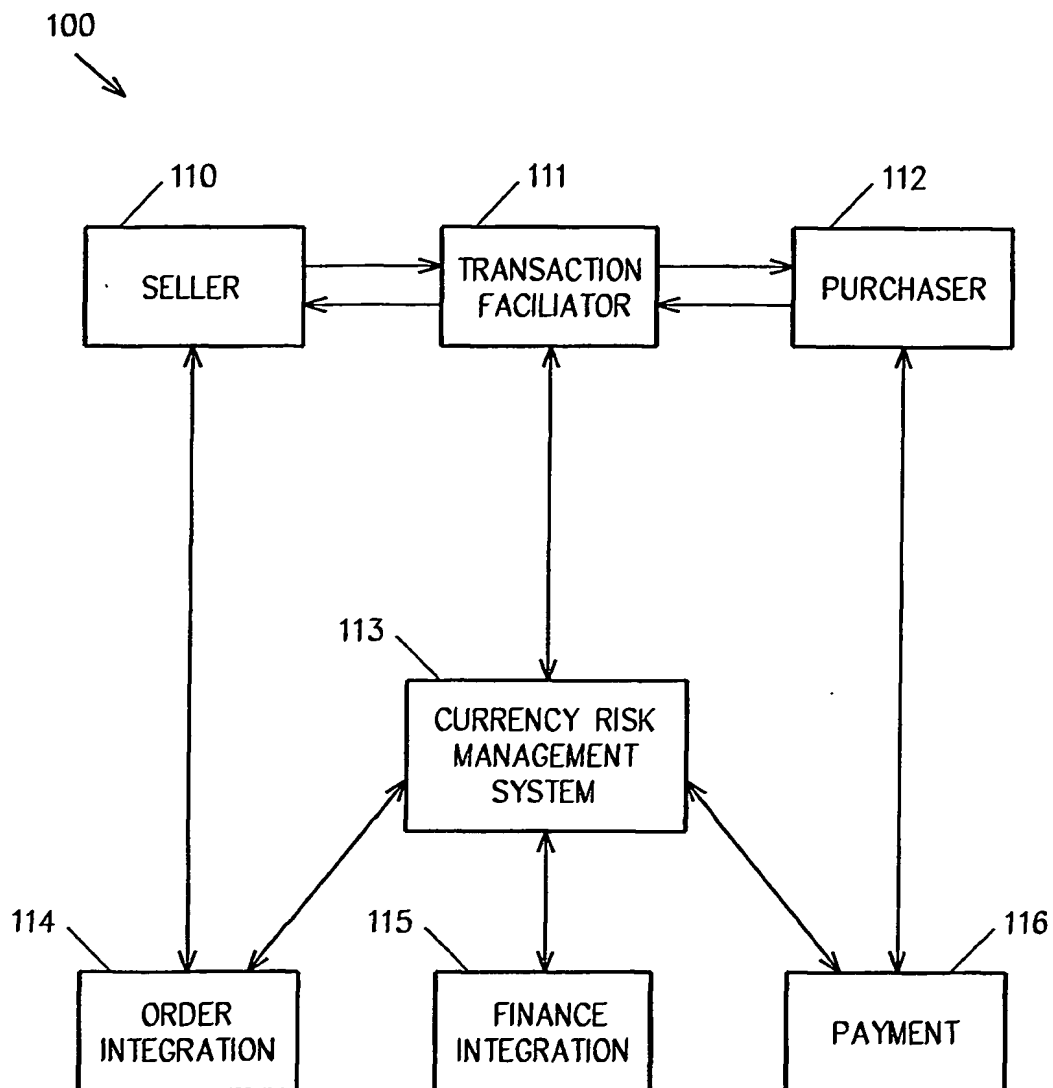 100
110
111
112
SELLER
TRANSACTION
FACILIATOR
PURCHASER
113
CURRENCY RISK
MANAGEMENT
SYSTEM
114
115
116
ORDER
INTEGRATION
FINANCE
INTEGRATION
PAYMENT